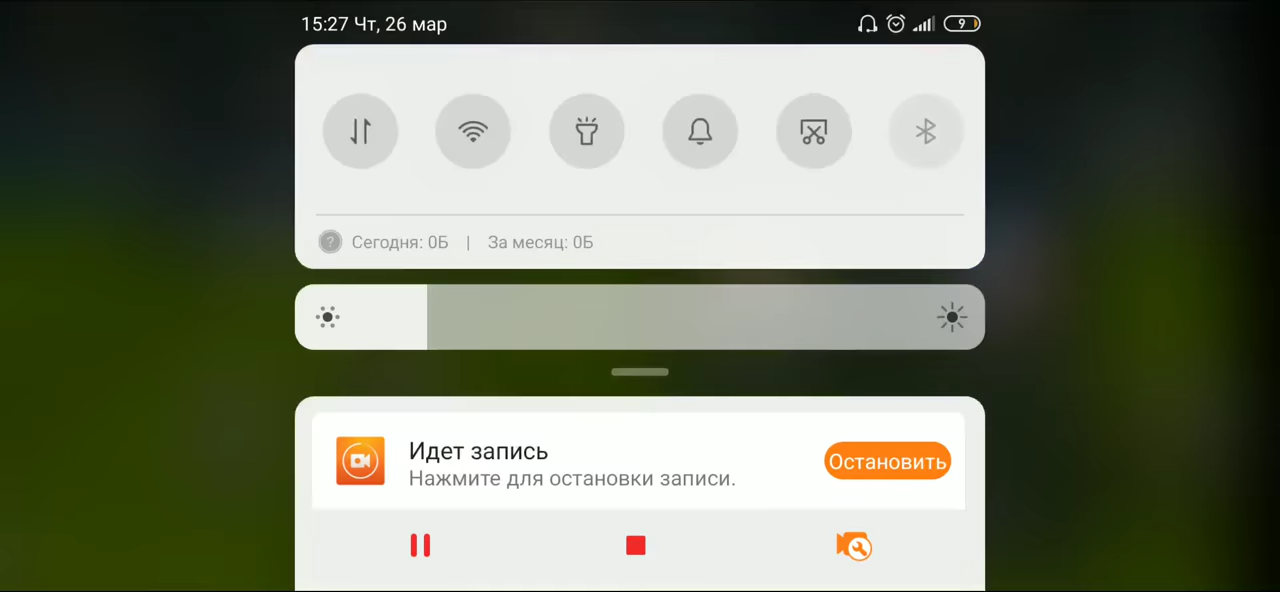 15:27 Чт, 26 мар
9
? Сегодня: 0Б | За месяц: 0Б
Идет запись
Нажмите для остановки записи.
Остановить